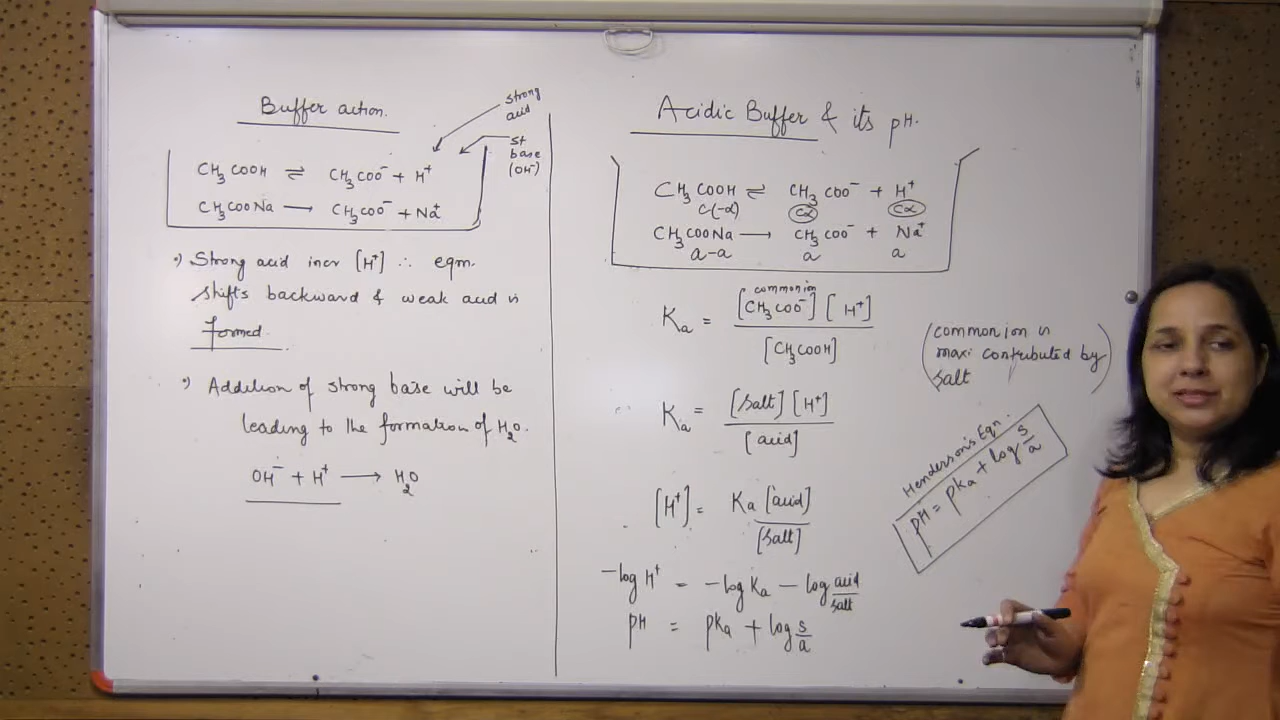 Buffer action.
strong
acid
st
base
(OH⁻)
CH₃COOH ⇌ CH₃COO⁻ + H⁺
CH₃COONa ⟶ CH₃COO⁻ + Na⁺
Strong acid incr [H⁺] ∴ eqm.
shifts backward & weak acid is
formed.
Addition of strong base will be
leading to the formation of H₂O.
OH⁻ + H⁺ ⟶ H₂O
Acidic Buffer & its pH.
CH₃COOH ⇌ CH₃COO⁻ + H⁺
C(-α) Cα Cα
CH₃COONa ⟶ CH₃COO⁻ + Na⁺
a-a a a
common ion
Ka = [CH₃COO⁻] [H⁺] / [CH₃COOH]
(common ion is
maxi contributed by
salt)
Ka = [Salt] [H⁺] / [acid]
[H⁺] = Ka [acid] / [salt]
-log H⁺ = -log Ka - log acid/salt
pH = pKa + log s/a
Henderson's Eqn.
pH = pKa + log s/a